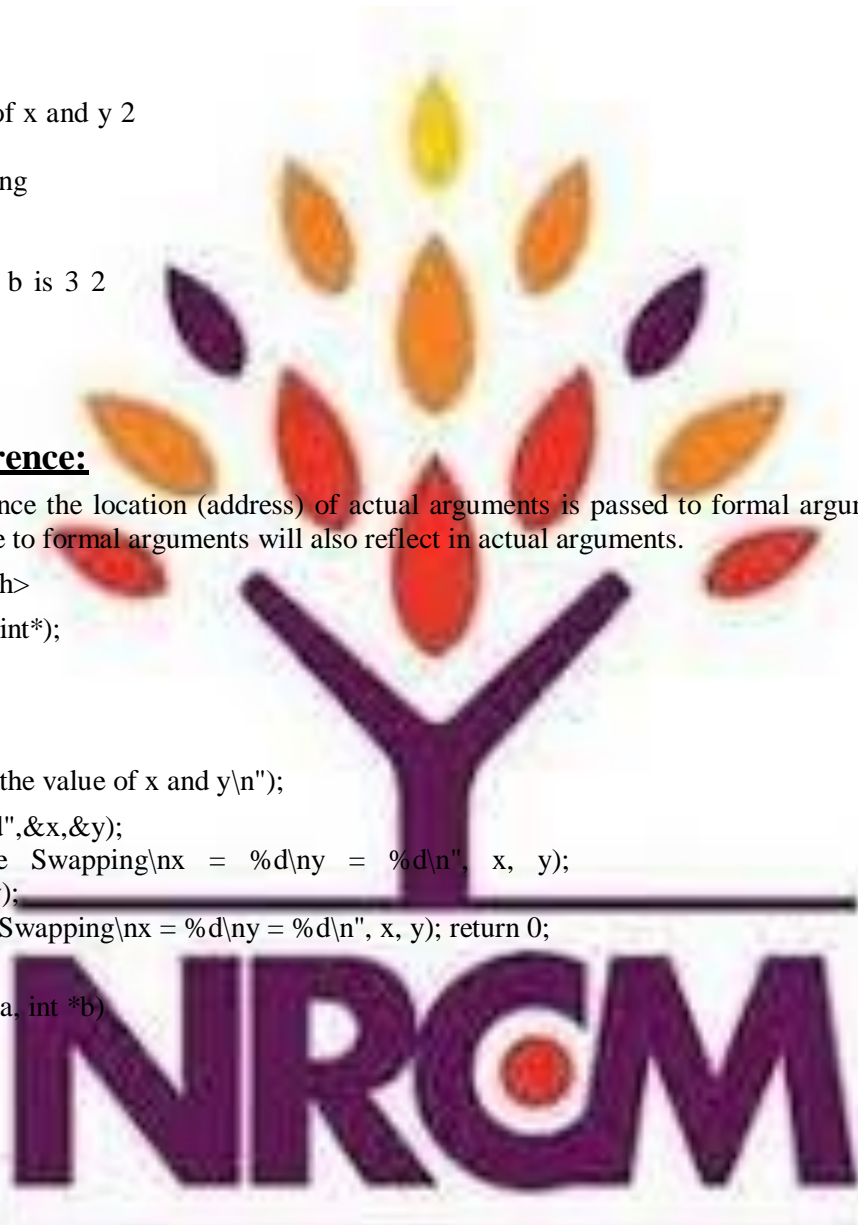 of x and y 2
ng
b is 3 2
rence:
nce the location (address) of actual arguments is passed to formal argu
e to formal arguments will also reflect in actual arguments.
h>
int*);
the value of x and y\n");
",&x,&y);
e Swapping\nx = %d\ny = %d\n", x, y);
);
Swapping\nx = %d\ny = %d\n", x, y); return 0;
a, int *b)
NRCM